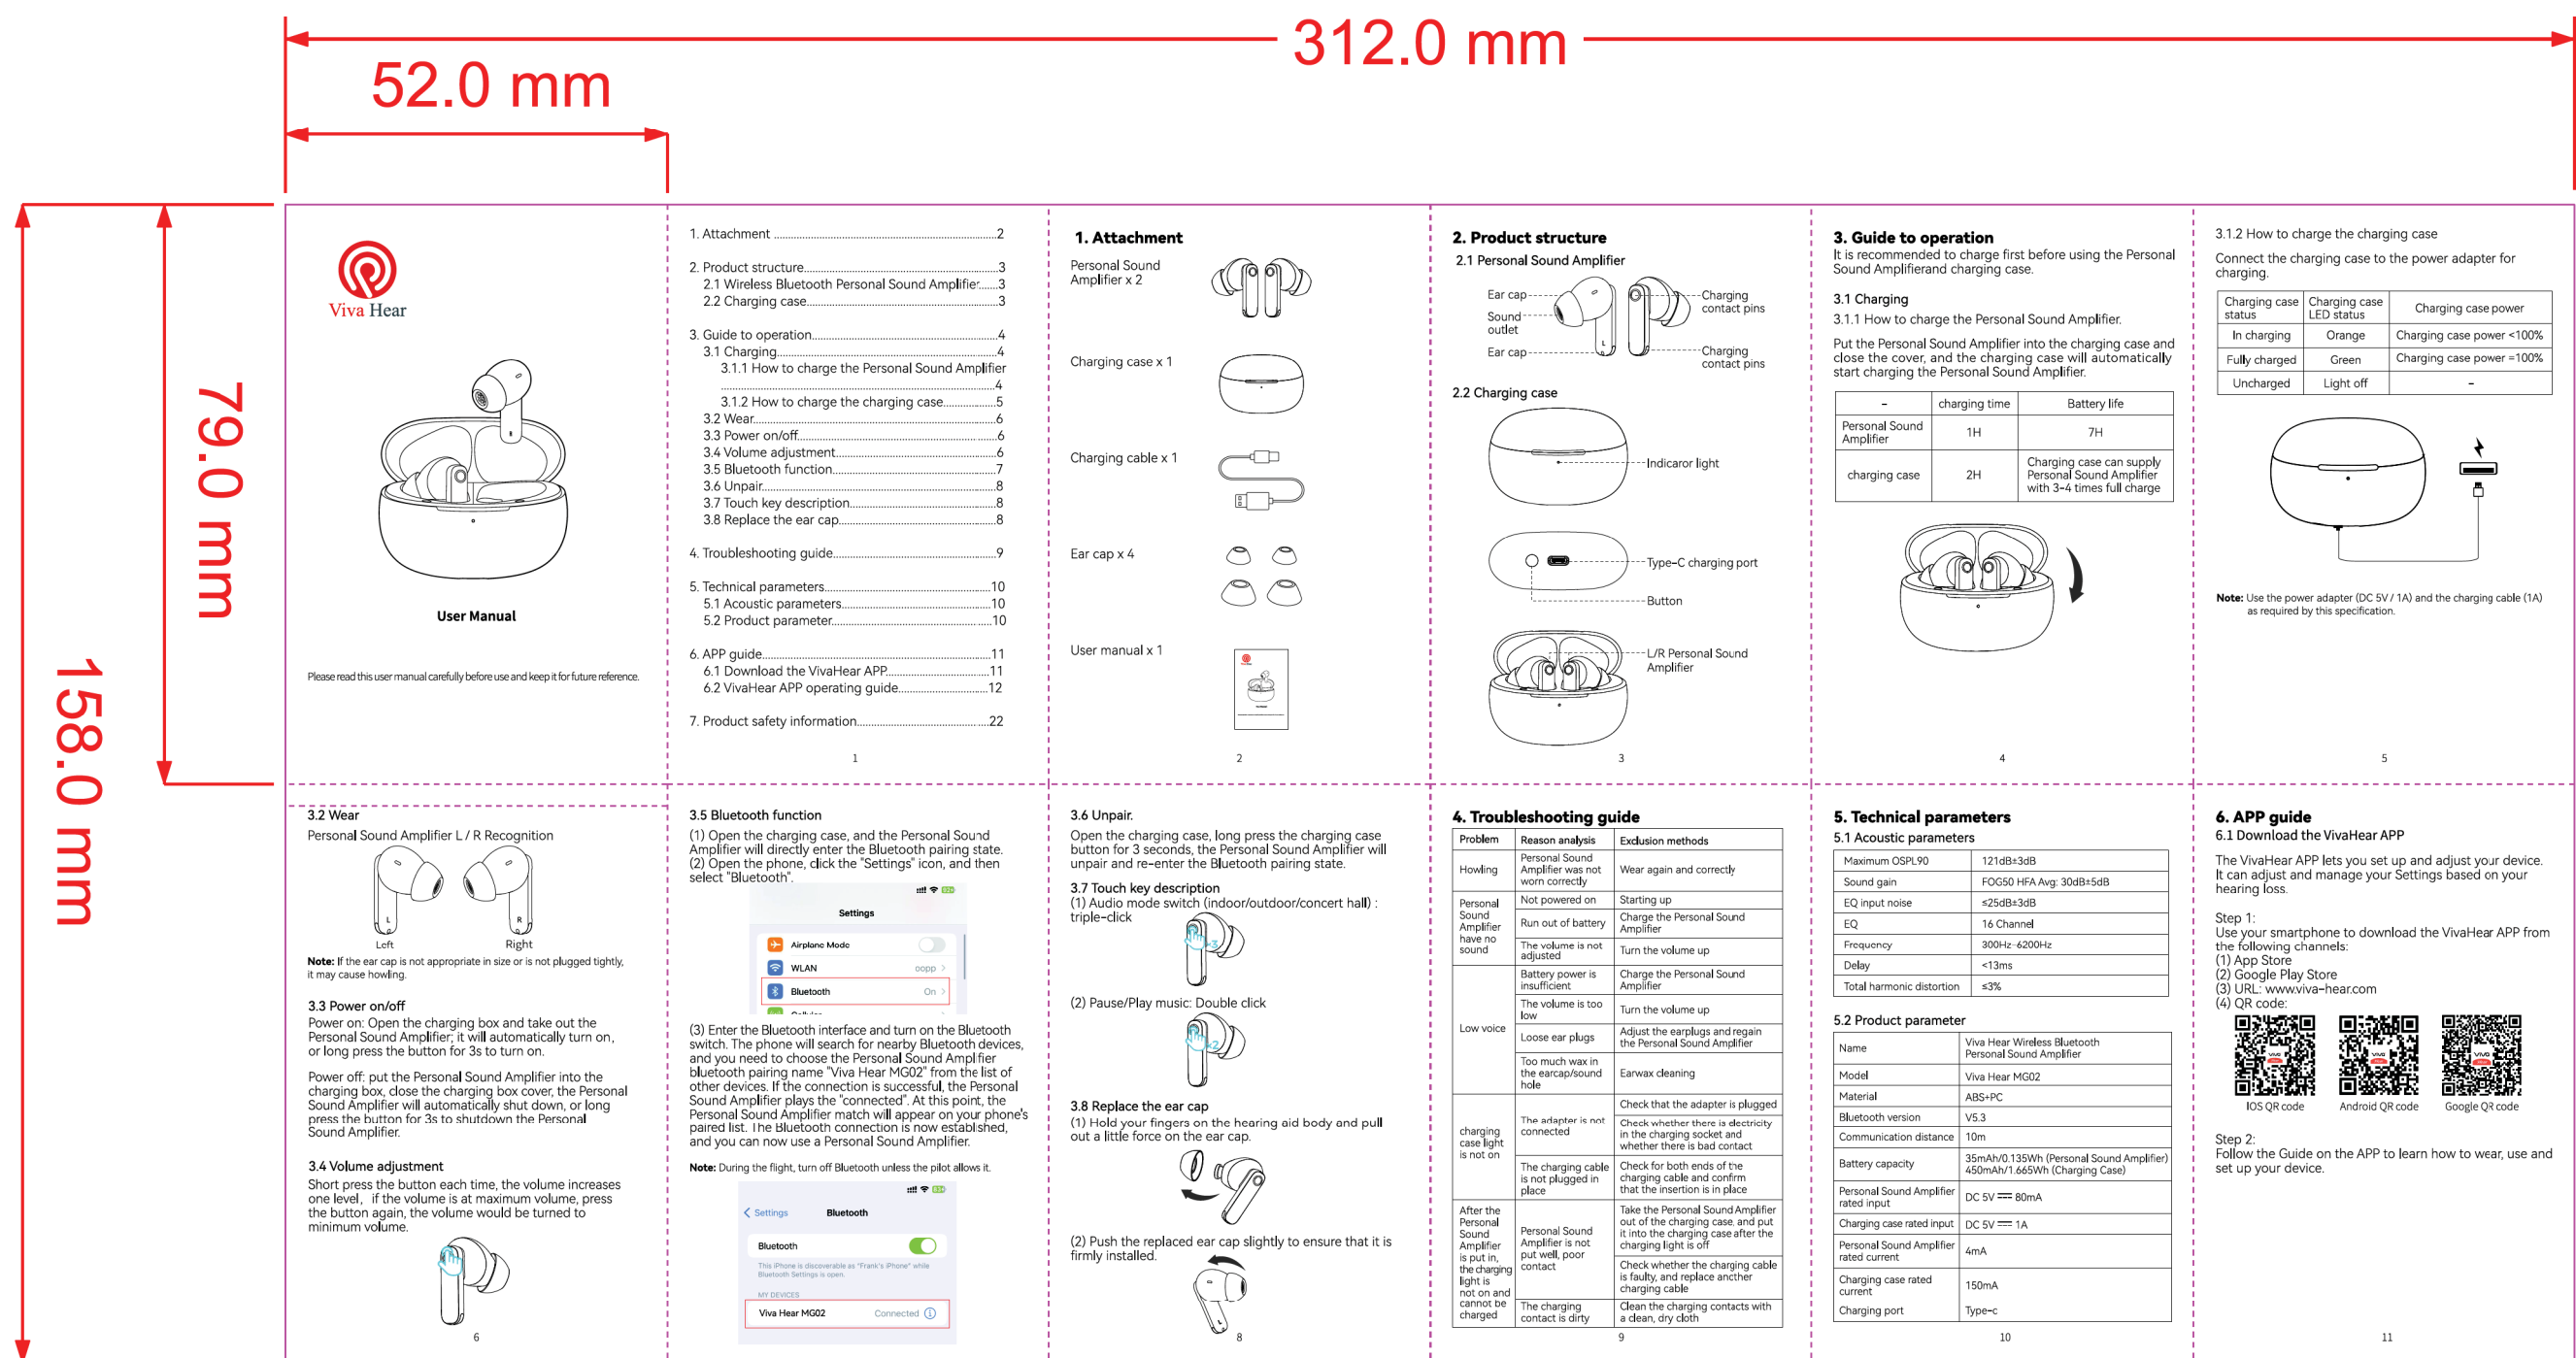 312.0 mm
52.0 mm
79.0 mm
158.0 mm
Viva Hear
User Manual
Please read this user manual carefully before use and keep it for future reference.
1. Attachment ........................2
2. Product structure........................3
2.1 Wireless Bluetooth Personal Sound Amplifier......3
2.2 Charging case........................3
3. Guide to operation........................4
3.1 Charging........................4
3.1.1 How to charge the Personal Sound Amplifier
........................4
3.1.2 How to charge the charging case........................5
3.2 Wear........................6
3.3 Power on/off........................6
3.4 Volume adjustment........................6
3.5 Bluetooth function........................7
3.6 Unpair........................8
3.7 Touch key description........................8
3.8 Replace the ear cap........................8
4. Troubleshooting guide........................9
5. Technical parameters........................10
5.1 Acoustic parameters........................10
5.2 Product parameter........................10
6. APP guide........................11
6.1 Download the VivaHear APP........................11
6.2 VivaHear APP operating guide........................12
7. Product safety information........................22
1
1. Attachment
Personal Sound
Amplifier x 2
Charging case x 1
Charging cable x 1
Ear cap x 4
User manual x 1
2
2. Product structure
2.1 Personal Sound Amplifier
Ear cap
Sound
outlet
Ear cap
Charging
contact pins
Charging
contact pins
L
2.2 Charging case
Indicaror light
Type-C charging port
Button
L/R Personal Sound
Amplifier
3
3. Guide to operation
It is recommended to charge first before using the Personal
Sound Amplifierand charging case.
3.1 Charging
3.1.1 How to charge the Personal Sound Amplifier.
Put the Personal Sound Amplifier into the charging case and
close the cover, and the charging case will automatically
start charging the Personal Sound Amplifier.
– charging time Battery life
Personal Sound
Amplifier 1H 7H
charging case 2H Charging case can supply
Personal Sound Amplifier
with 3-4 times full charge
4
3.1.2 How to charge the charging case
Connect the charging case to the power adapter for
charging.
Charging case
status
Charging case
LED status
Charging case power
In charging Orange Charging case power <100%
Fully charged Green Charging case power =100%
Uncharged Light off –
Note: Use the power adapter (DC 5V / 1A) and the charging cable (1A)
as required by this specification.
5
3.2 Wear
Personal Sound Amplifier L / R Recognition
L R
Left Right
Note: If the ear cap is not appropriate in size or is not plugged tightly,
it may cause howling.
3.3 Power on/off
Power on: Open the charging box and take out the
Personal Sound Amplifier; it will automatically turn on,
or long press the button for 3s to turn on.
Power off: put the Personal Sound Amplifier into the
charging box, close the charging box cover, the Personal
Sound Amplifier will automatically shut down, or long
press the button for 3s to shutdown the Personal
Sound Amplifier.
3.4 Volume adjustment
Short press the button each time, the volume increases
one level, if the volume is at maximum volume, press
the button again, the volume would be turned to
minimum volume.
6
3.5 Bluetooth function
(1) Open the charging case, and the Personal Sound
Amplifier will directly enter the Bluetooth pairing state.
(2) Open the phone, click the "Settings" icon, and then
select "Bluetooth".
Settings
Airplane Mode
WLAN oopp >
Bluetooth On >
Cellular
(3) Enter the Bluetooth interface and turn on the Bluetooth
switch. The phone will search for nearby Bluetooth devices,
and you need to choose the Personal Sound Amplifier
bluetooth pairing name "Viva Hear MG02" from the list of
other devices. If the connection is successful, the Personal
Sound Amplifier plays the "connected". At this point, the
Personal Sound Amplifier match will appear on your phone's
paired list. The Bluetooth connection is now established,
and you can now use a Personal Sound Amplifier.
Note: During the flight, turn off Bluetooth unless the pilot allows it.
Settings Bluetooth
Bluetooth
This iPhone is discoverable as "Frank's iPhone" while
Bluetooth Settings is open.
MY DEVICES
Viva Hear MG02 Connected
3.6 Unpair.
Open the charging case, long press the charging case
button for 3 seconds, the Personal Sound Amplifier will
unpair and re-enter the Bluetooth pairing state.
3.7 Touch key description
(1) Audio mode switch (indoor/outdoor/concert hall) :
triple-click
x3
(2) Pause/Play music: Double click
x2
3.8 Replace the ear cap
(1) Hold your fingers on the hearing aid body and pull
out a little force on the ear cap.
(2) Push the replaced ear cap slightly to ensure that it is
firmly installed.
L
8
4. Troubleshooting guide
Problem Reason analysis Exclusion methods
Howling
Personal Sound
Amplifier was not
worn correctly
Wear again and correctly
Personal
Sound
Amplifier
have no
sound
Not powered on Starting up
Run out of battery
Charge the Personal Sound
Amplifier
The volume is not
adjusted
Turn the volume up
Low voice
Battery power is
insufficient
Charge the Personal Sound
Amplifier
The volume is too
low
Turn the volume up
Loose ear plugs
Adjust the earplugs and regain
the Personal Sound Amplifier
Too much wax in
the earcap/sound
hole
Earwax cleaning
charging
case light
is not on
The adapter is not
connected
Check that the adapter is plugged
Check whether there is electricity
in the charging socket and
whether there is bad contact
The charging cable
is not plugged in
place
Check for both ends of the
charging cable and confirm
that the insertion is in place
After the
Personal
Sound
Amplifier
is put in,
the charging
light is
not on and
cannot be
charged
Personal Sound
Amplifier is not
put well, poor
contact
Take the Personal Sound Amplifier
out of the charging case, and put
it into the charging case after the
charging light is off
Check whether the charging cable
is faulty, and replace another
charging cable
The charging
contact is dirty
Clean the charging contacts with
a clean, dry cloth
9
5. Technical parameters
5.1 Acoustic parameters
Maximum OSPL90 121dB±3dB
Sound gain FOG50 HFA Avg: 30dB±5dB
EQ input noise ≤25dB±3dB
EQ 16 Channel
Frequency 300Hz-6200Hz
Delay <13ms
Total harmonic distortion ≤3%
5.2 Product parameter
Name
Viva Hear Wireless Bluetooth
Personal Sound Amplifier
Model Viva Hear MG02
Material ABS+PC
Bluetooth version V5.3
Communication distance 10m
Battery capacity
35mAh/0.135Wh (Personal Sound Amplifier)
450mAh/1.665Wh (Charging Case)
Personal Sound Amplifier
rated input
DC 5V ⎓ 80mA
Charging case rated input DC 5V ⎓ 1A
Personal Sound Amplifier
rated current
4mA
Charging case rated
current
150mA
Charging port Type-c
10
6. APP guide
6.1 Download the VivaHear APP
The VivaHear APP lets you set up and adjust your device.
It can adjust and manage your Settings based on your
hearing loss.
Step 1:
Use your smartphone to download the VivaHear APP from
the following channels:
(1) App Store
(2) Google Play Store
(3) URL: www.viva-hear.com
(4) QR code:
IOS QR code Android QR code Google QR code
Step 2:
Follow the Guide on the APP to learn how to wear, use and
set up your device.
11